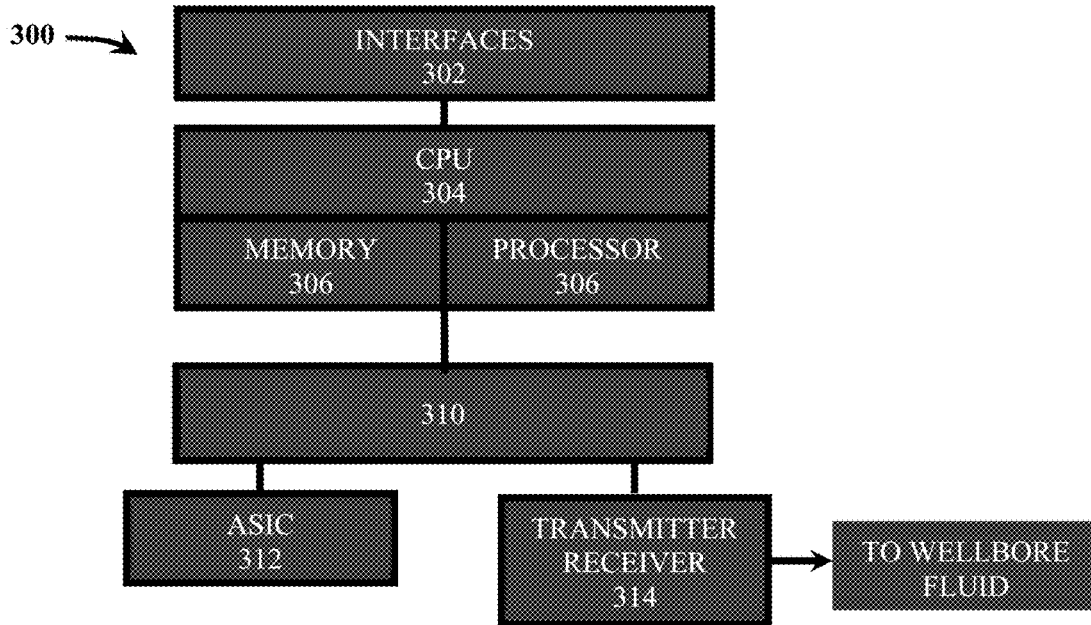 300
INTERFACES
302
CPU
304
MEMORY
306
PROCESSOR
306
310
ASIC
312
TRANSMITTER
RECEIVER
314
TO WELLBORE
FLUID